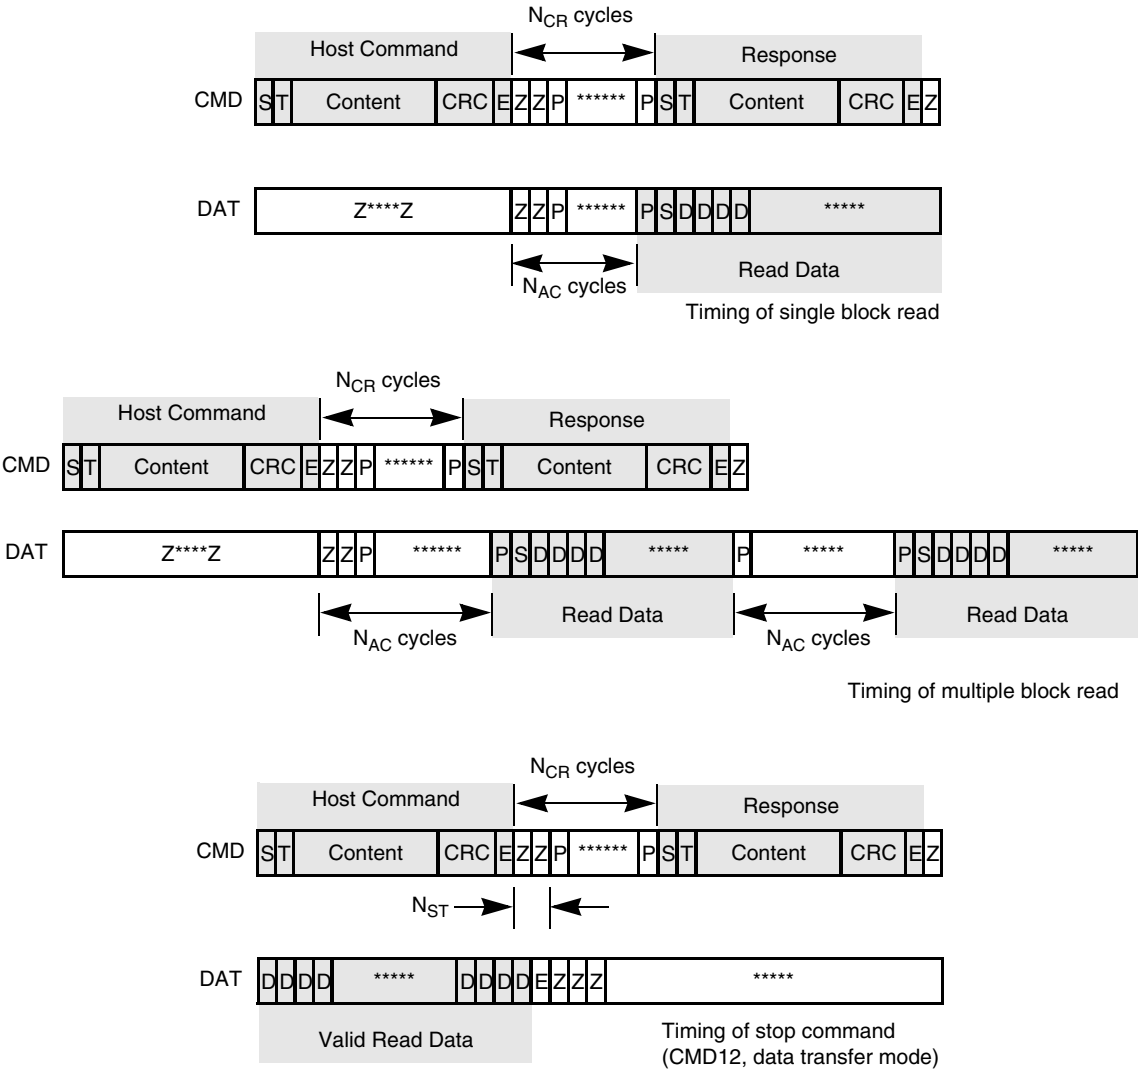 N_CR cycles
Host Command
Response
CMD S T Content CRC E Z Z P ****** P S T Content CRC E Z
DAT Z****Z Z Z P ****** P S D D D D *****
N_AC cycles
Read Data
Timing of single block read
N_CR cycles
Host Command
Response
CMD S T Content CRC E Z Z P ****** P S T Content CRC E Z
DAT Z****Z Z Z P ****** P S D D D D ***** P ***** P S D D D D *****
N_AC cycles
Read Data
N_AC cycles
Read Data
Timing of multiple block read
N_CR cycles
Host Command
Response
CMD S T Content CRC E Z Z P ****** P S T Content CRC E Z
N_ST
DAT D D D D ***** D D D D E Z Z Z *****
Valid Read Data
Timing of stop command
(CMD12, data transfer mode)